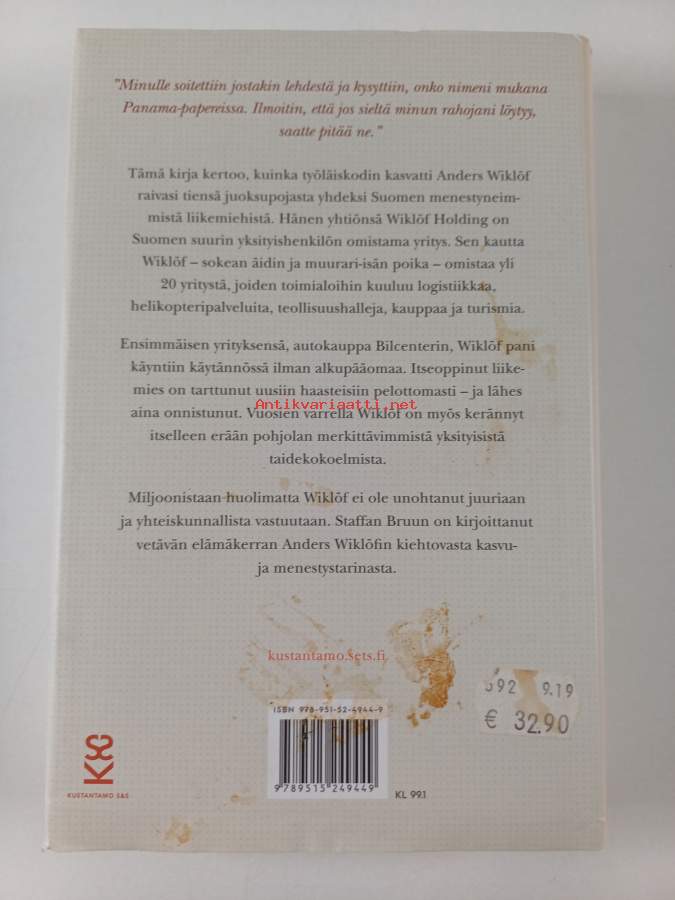 "Minulle soitettiin jostakin lehdestä ja kysyttiin, onko nimeni mukana
Panama-papereissa. Ilmoitin, että jos sieltä minun rahojani löytyy,
saatte pitää ne."
Tämä kirja kertoo, kuinka työläiskodin kasvatti Anders Wiklöf
raivasi tiensä juoksupojasta yhdeksi Suomen menestyneim-
mistä liikemiehistä. Hänen yhtiönsä Wiklöf Holding on
Suomen suurin yksityishenkilön omistama yritys. Sen kautta
Wiklöf – sokean äidin ja muurari-isän poika – omistaa yli
20 yritystä, joiden toimialoihin kuuluu logistiikkaa,
helikopteripalveluita, teollisuushalleja, kauppaa ja turismia.
Ensimmäisen yrityksensä, autokauppa Bilcenterin, Wiklöf pani
käyntiin käytännössä ilman alkupääomaa. Itseoppinut liike-
mies on tarttunut uusiin haasteisiin pelottomasti – ja lähes
Antikvariaatti.net
aina onnistunut. Vuosien varrella Wiklöf on myös kerännyt
itselleen erään pohjolan merkittävimmistä yksityisistä
taidekokoelmista.
Miljoonistaan huolimatta Wiklöf ei ole unohtanut juuriaan
ja yhteiskunnallista vastuutaan. Staffan Bruun on kirjoittanut
vetävän elämäkerran Anders Wiklöfin kiehtovasta kasvu-
ja menestystarinasta.
kustantamo.sets.fi
392 9.19
€ 32.90
ISBN 978-951-52-4944-9
9789515249449
KL 99.1
K&S
KUSTANTAMO S&S